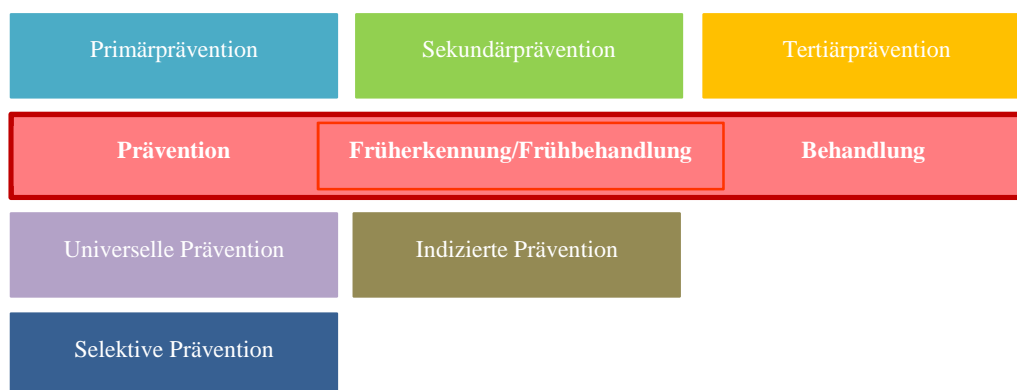 Primärprävention
Sekundärprävention
Tertiärprävention
Prävention
Früherkennung/Frühbehandlung
Behandlung
Universelle Prävention
Indizierte Prävention
Selektive Prävention